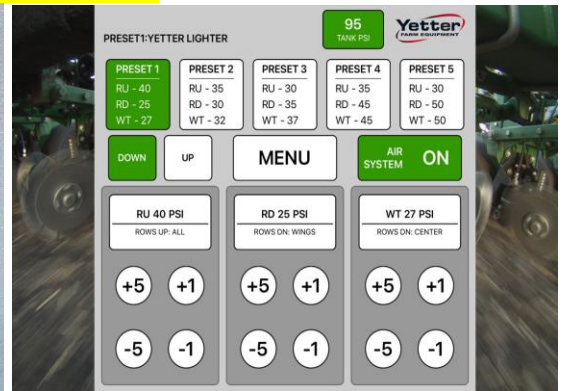 PRESET1:YETTER LIGHTER
95
TANK PSI
Yetter
FARM EQUIPMENT
PRESET 1
RU - 40
RD - 25
WT - 27
PRESET 2
RU - 35
RD - 30
WT - 32
PRESET 3
RU - 30
RD - 35
WT - 37
PRESET 4
RU - 35
RD - 45
WT - 45
PRESET 5
RU - 30
RD - 50
WT - 50
DOWN
UP
MENU
AIR
SYSTEM
ON
RU 40 PSI
ROWS UP: ALL
+5 +1
-5 -1
RD 25 PSI
ROWS DN: WINGS
+5 +1
-5 -1
WT 27 PSI
ROWS DN: CENTER
+5 +1
-5 -1